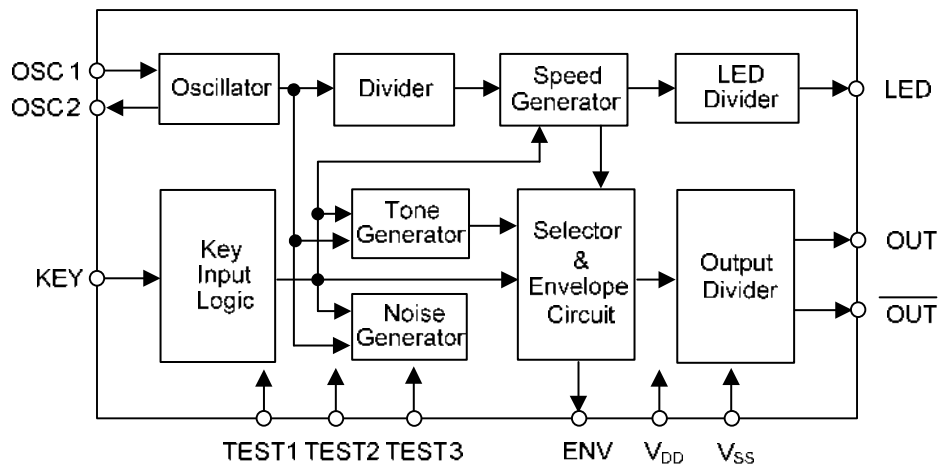 OSC 1
OSC 2
Oscillator
Divider
Speed
Generator
LED
Divider
LED
KEY
Key
Input
Logic
Tone
Generator
Noise
Generator
Selector
&
Envelope
Circuit
Output
Divider
OUT
OUT
TEST1 TEST2 TEST3 ENV VDD VSS